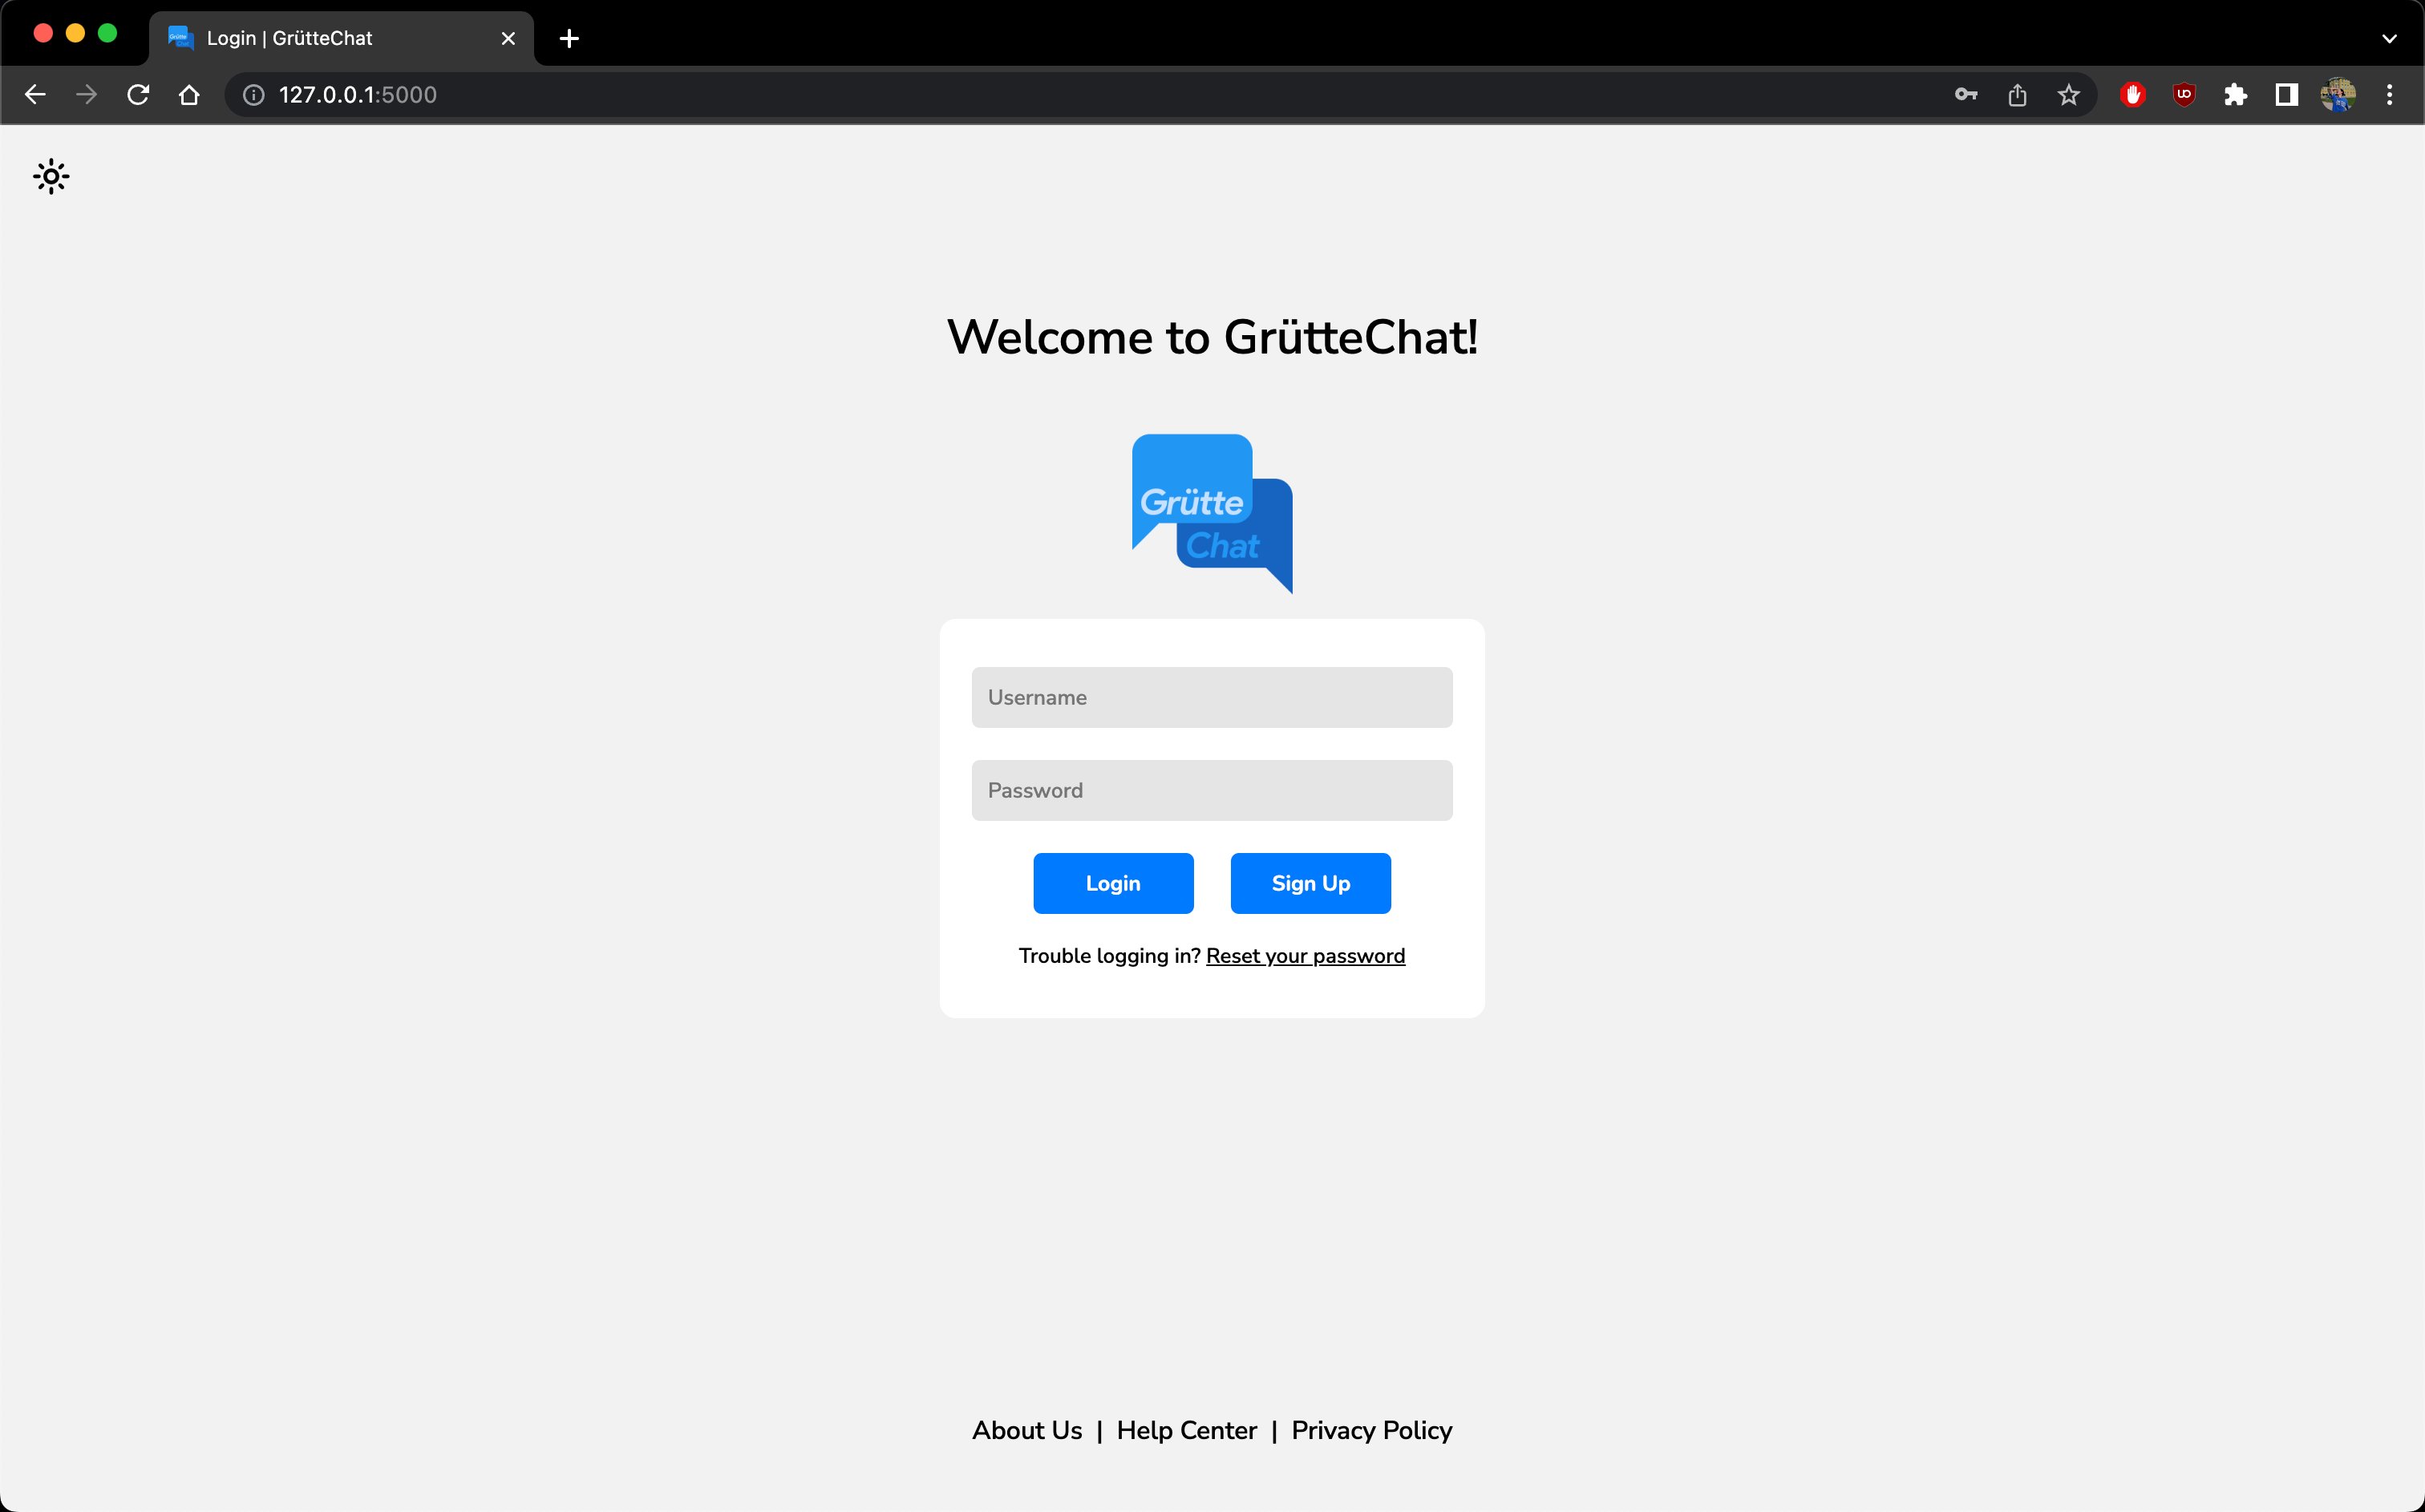 Login | GrütteChat
127.0.0.1:5000
Welcome to GrütteChat!
Grütte
Chat
Username
Password
Login Sign Up
Trouble logging in? Reset your password
About Us | Help Center | Privacy Policy